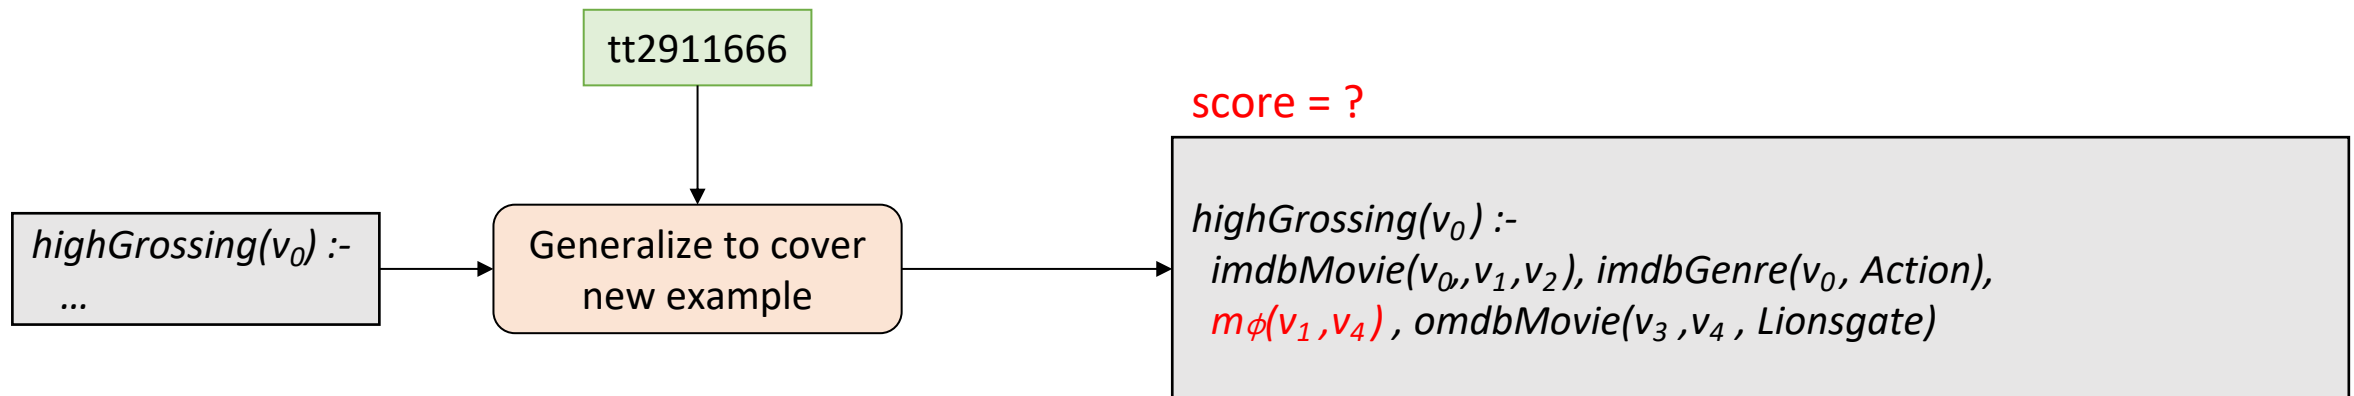 tt2911666
score = ?
highGrossing(v₀) :-
...
Generalize to cover
new example
highGrossing(v₀) :-
imdbMovie(v₀,,v₁,v₂), imdbGenre(v₀, Action),
mϕ(v₁,v₄) , omdbMovie(v₃,v₄, Lionsgate)